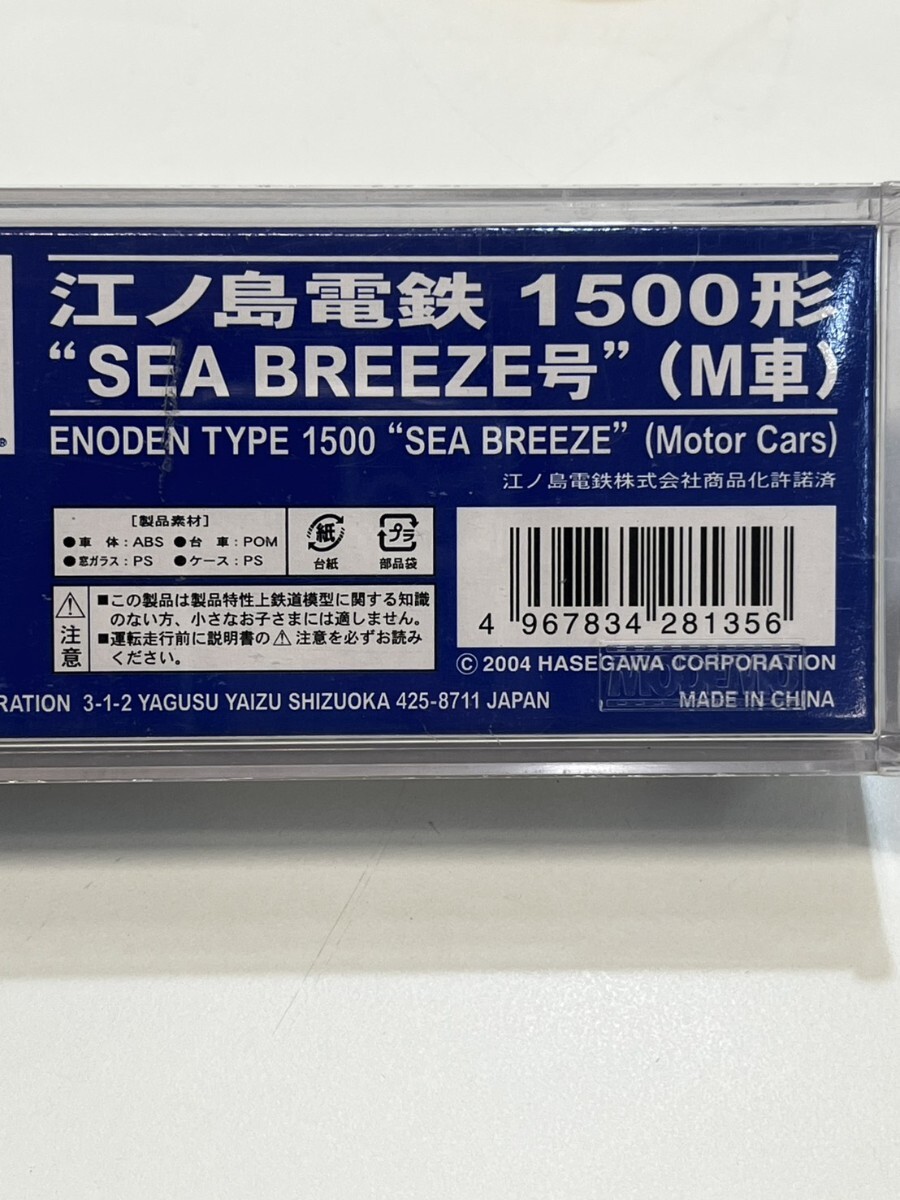 江ノ島電鉄 1500形
“SEA BREEZE号”(M車)
ENODEN TYPE 1500 “SEA BREEZE” (Motor Cars)
江ノ島電鉄株式会社商品化許諾済
[製品素材]
●車 体:ABS ●台 車:POM
●窓ガラス:PS ●ケース:PS
紙
台紙
プラ
部品袋
注意
■この製品は製品特性上鉄道模型に関する知識
のない方、小さなお子さまには適しません。
■運転走行前に説明書の⚠注意を必ずお読み
ください。
4 967834 281356
© 2004 HASEGAWA CORPORATION
RATION 3-1-2 YAGUSU YAIZU SHIZUOKA 425-8711 JAPAN
MADE IN CHINA
®